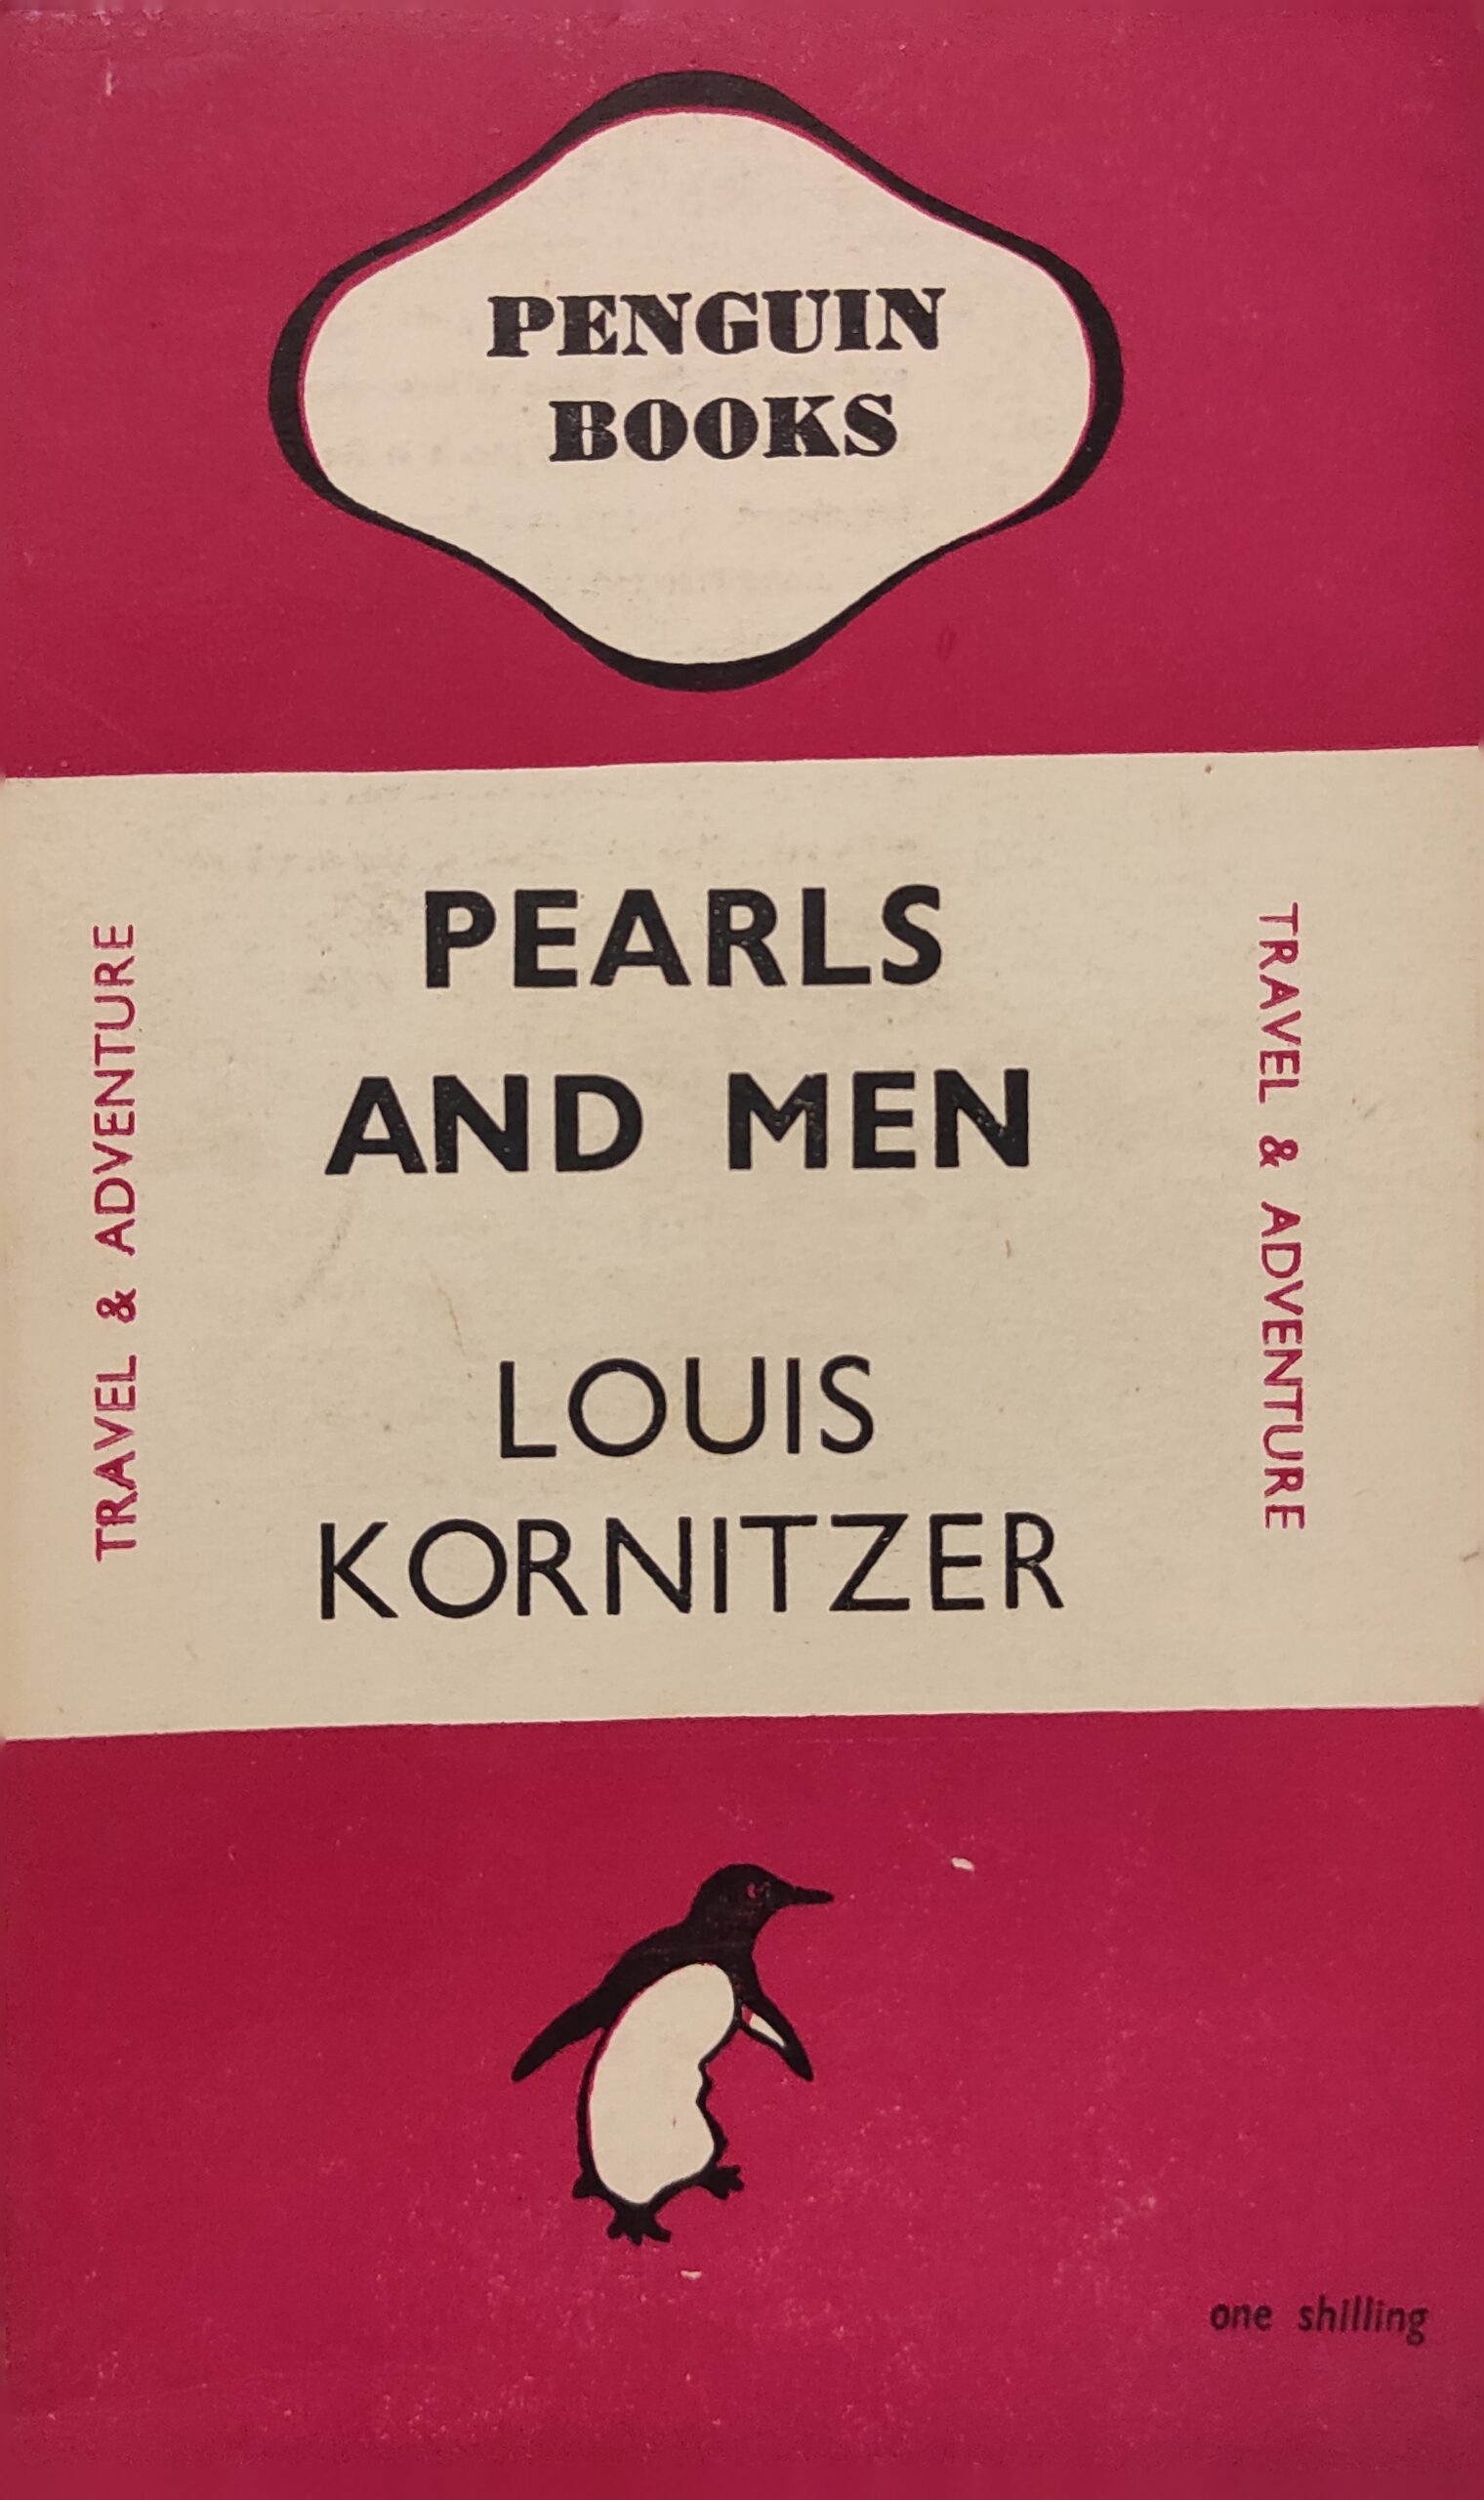 PENGUIN
BOOKS
PEARLS
AND MEN
LOUIS
KORNITZER
TRAVEL & ADVENTURE
TRAVEL & ADVENTURE
one shilling